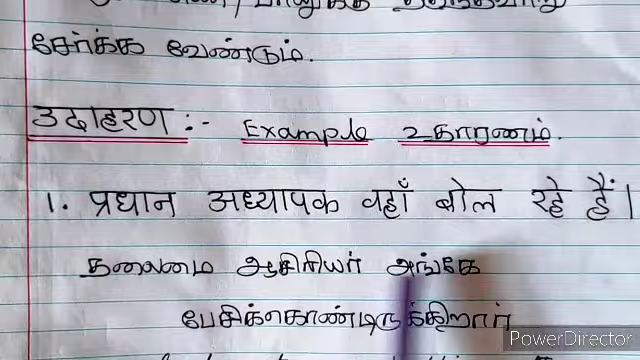 சேர்க்க வேண்டும்.
उदाहरण :- Example உதாரணம்.
1. प्रधान अध्यापक वहाँ बोल रहे हैं।
தலைமை ஆசிரியர் அங்கே
பேசிக்கொண்டிருக்கிறார்
PowerDirector